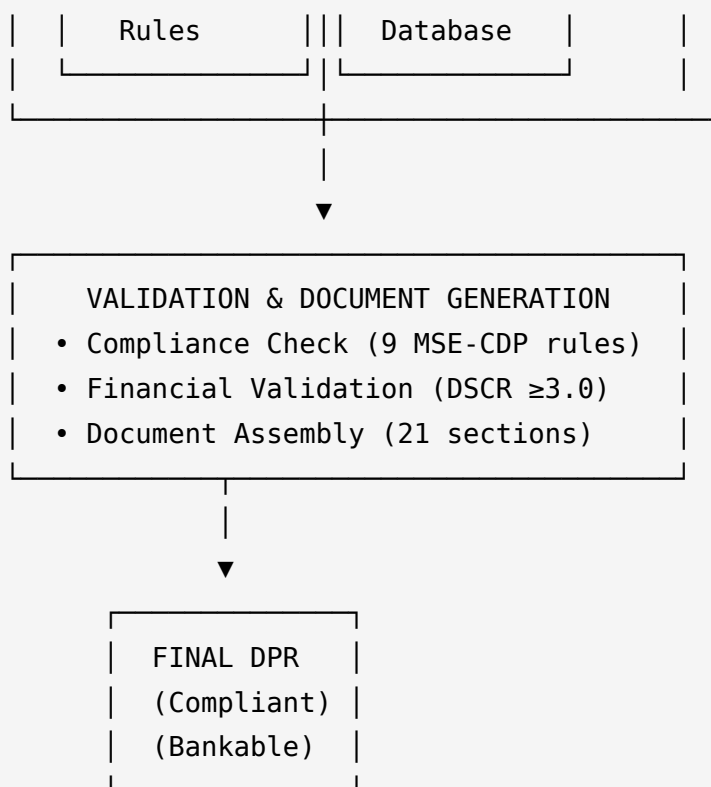 Rules Database
VALIDATION & DOCUMENT GENERATION
• Compliance Check (9 MSE-CDP rules)
• Financial Validation (DSCR ≥3.0)
• Document Assembly (21 sections)
FINAL DPR
(Compliant)
(Bankable)